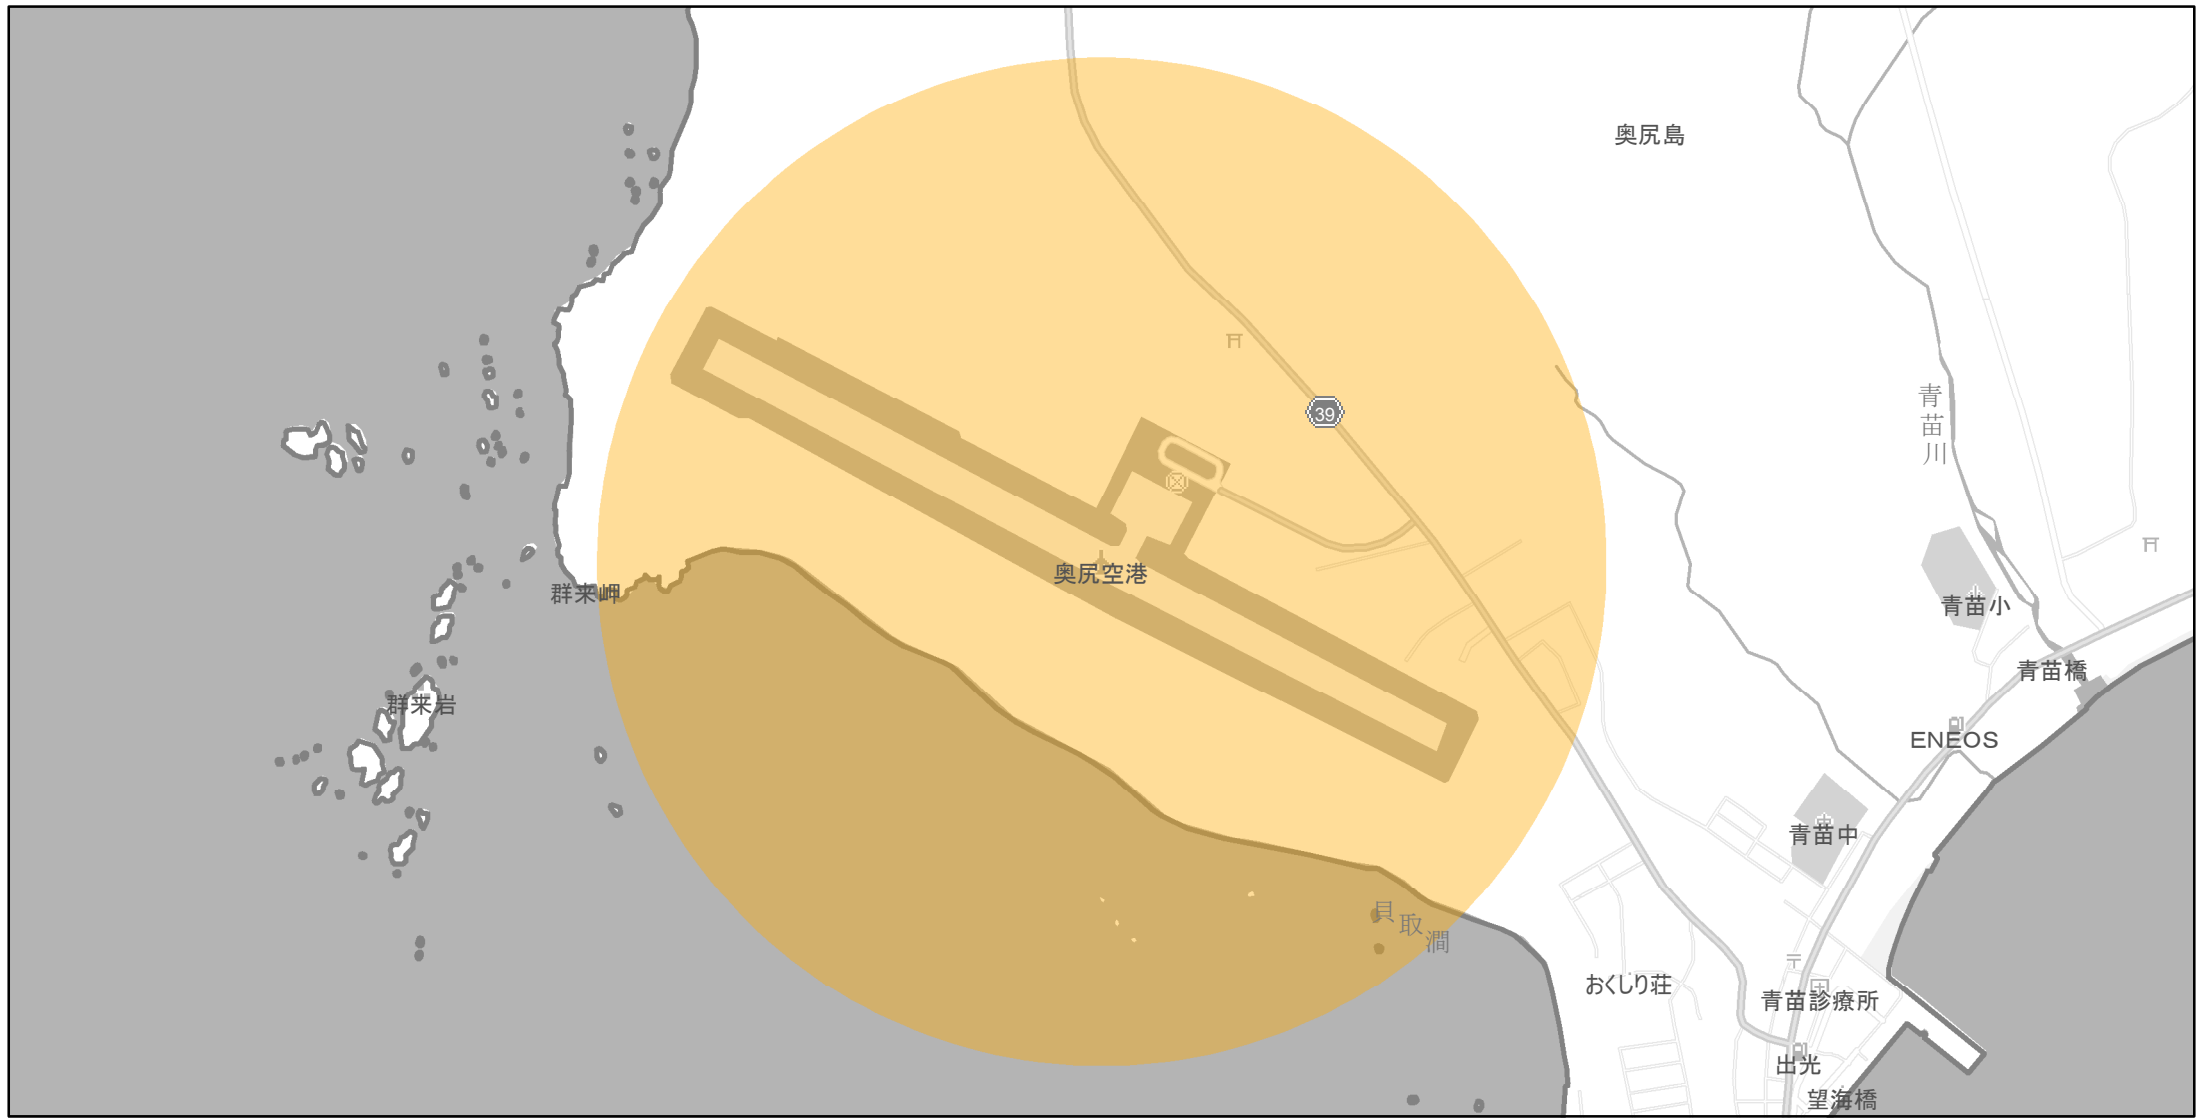 奥尻島
青苗川
39
奥尻空港
群来岬
青苗小
青苗橋
群来岩
ENEOS
青苗中
貝取澗
おくしり荘
青苗診療所
出光
望海橋